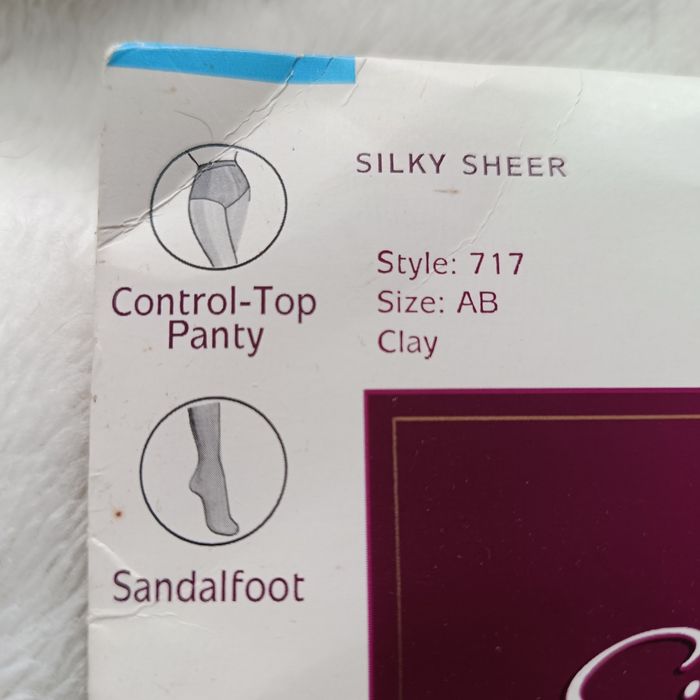 SILKY SHEER
Style: 717
Size: AB
Clay
Control-Top
Panty
Sandalfoot